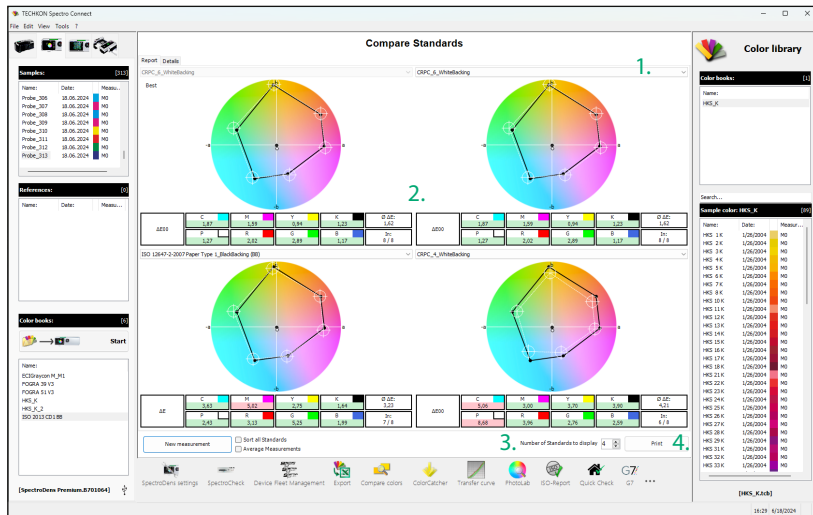 TECHKON Spectro Connect
File Edit View Tools ?
Compare Standards
Color library
Report Details
Samples: [313]
Name: Date: Measu...
Probe_306 18.06.2024 M0
Probe_307 18.06.2024 M0
Probe_308 18.06.2024 M0
Probe_309 18.06.2024 M0
Probe_310 18.06.2024 M0
Probe_311 18.06.2024 M0
Probe_312 18.06.2024 M0
Probe_313 18.06.2024 M0
References: [0]
Name: Date: Measu...
Color books: [6]
Start
Name:
ECIGraycon M_M1
FOGRA 39 V3
FOGRA 51 V3
HKS_K
HKS_K_2
ISO 2013 CD1 BB
[SpectroDens Premium.B701064]
CRPC_6_WhiteBacking
Best
-a a
b
-b
ΔE00
C M Y K Ø ΔE:
1,87 1,59 0,94 1,23 1,62
P R G B In:
1,27 2,02 2,89 1,17 8 / 8
CRPC_6_WhiteBacking
1.
-a a
b
-b
2.
ΔE00
C M Y K Ø ΔE:
1,87 1,59 0,94 1,23 1,62
P R G B In:
1,27 2,02 2,89 1,17 8 / 8
ISO 12647-2-2007 Paper Type 1_BlackBacking (BB)
-a a
b
-b
ΔE
C M Y K Ø ΔE:
3,63 5,02 2,75 1,64 3,23
P R G B In:
2,43 3,13 5,25 1,99 7 / 8
CRPC_4_WhiteBacking
-a a
b
-b
ΔE00
C M Y K Ø ΔE:
5,06 3,00 3,70 3,90 4,21
P R G B In:
8,68 3,96 2,76 2,59 6 / 8
New measurement
Sort all Standards
Average Measurements
3.
Number of Standards to display 4
Print
4.
SpectroDens settings SpectroCheck Device Fleet Management Export Compare colors ColorCatcher Transfer curve PhotoLab ISO-Report Quick Check G7
G7
Color books: [1]
Name:
HKS_K
Search...
Sample color: HKS_K [89]
Name: Date: Measur...
HKS 1 K 1/26/2004 M0
HKS 2 K 1/26/2004 M0
HKS 3 K 1/26/2004 M0
HKS 4 K 1/26/2004 M0
HKS 5 K 1/26/2004 M0
HKS 6 K 1/26/2004 M0
HKS 7 K 1/26/2004 M0
HKS 8 K 1/26/2004 M0
HKS 10 K 1/26/2004 M0
HKS 11 K 1/26/2004 M0
HKS 12 K 1/26/2004 M0
HKS 13 K 1/26/2004 M0
HKS 14 K 1/26/2004 M0
HKS 15 K 1/26/2004 M0
HKS 16 K 1/26/2004 M0
HKS 17 K 1/26/2004 M0
HKS 18 K 1/26/2004 M0
HKS 21 K 1/26/2004 M0
HKS 22 K 1/26/2004 M0
HKS 23 K 1/26/2004 M0
HKS 24 K 1/26/2004 M0
HKS 25 K 1/26/2004 M0
HKS 26 K 1/26/2004 M0
HKS 27 K 1/26/2004 M0
HKS 28 K 1/26/2004 M0
HKS 29 K 1/26/2004 M0
HKS 31 K 1/26/2004 M0
HKS 32 K 1/26/2004 M0
HKS 33 K 1/26/2004 M0
[HKS_K.tcb]
16:29 6/18/2024